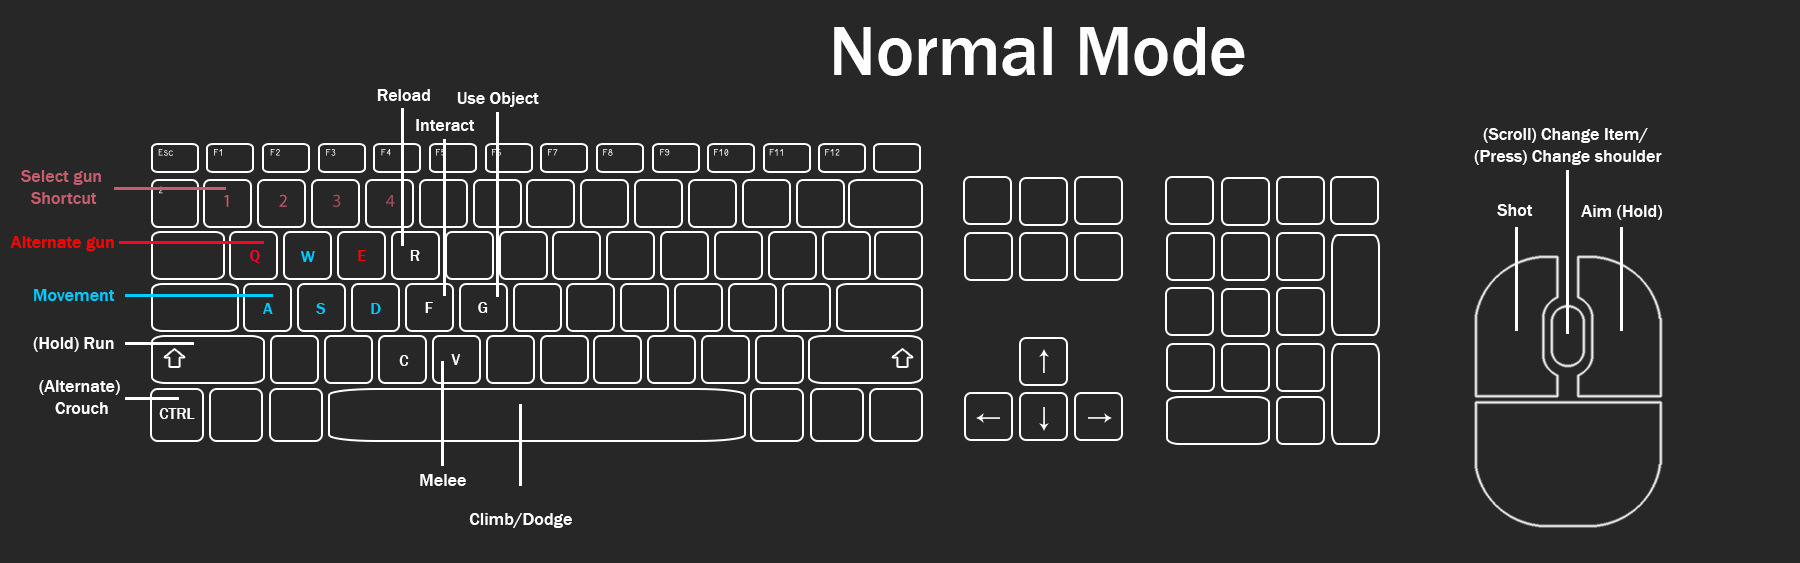 Normal Mode
Reload
Use Object
Interact
(Scroll) Change Item/
(Press) Change shoulder
Shot
Aim (Hold)
Esc F1 F2 F3 F4 F5 F6 F7 F8 F9 F10 F11 F12
Select gun
Shortcut
1 2 3 4
Alternate gun
Q W E R
Movement
A S D F G
(Hold) Run
C V
(Alternate)
Crouch
CTRL
↑
← ↓ →
Melee
Climb/Dodge